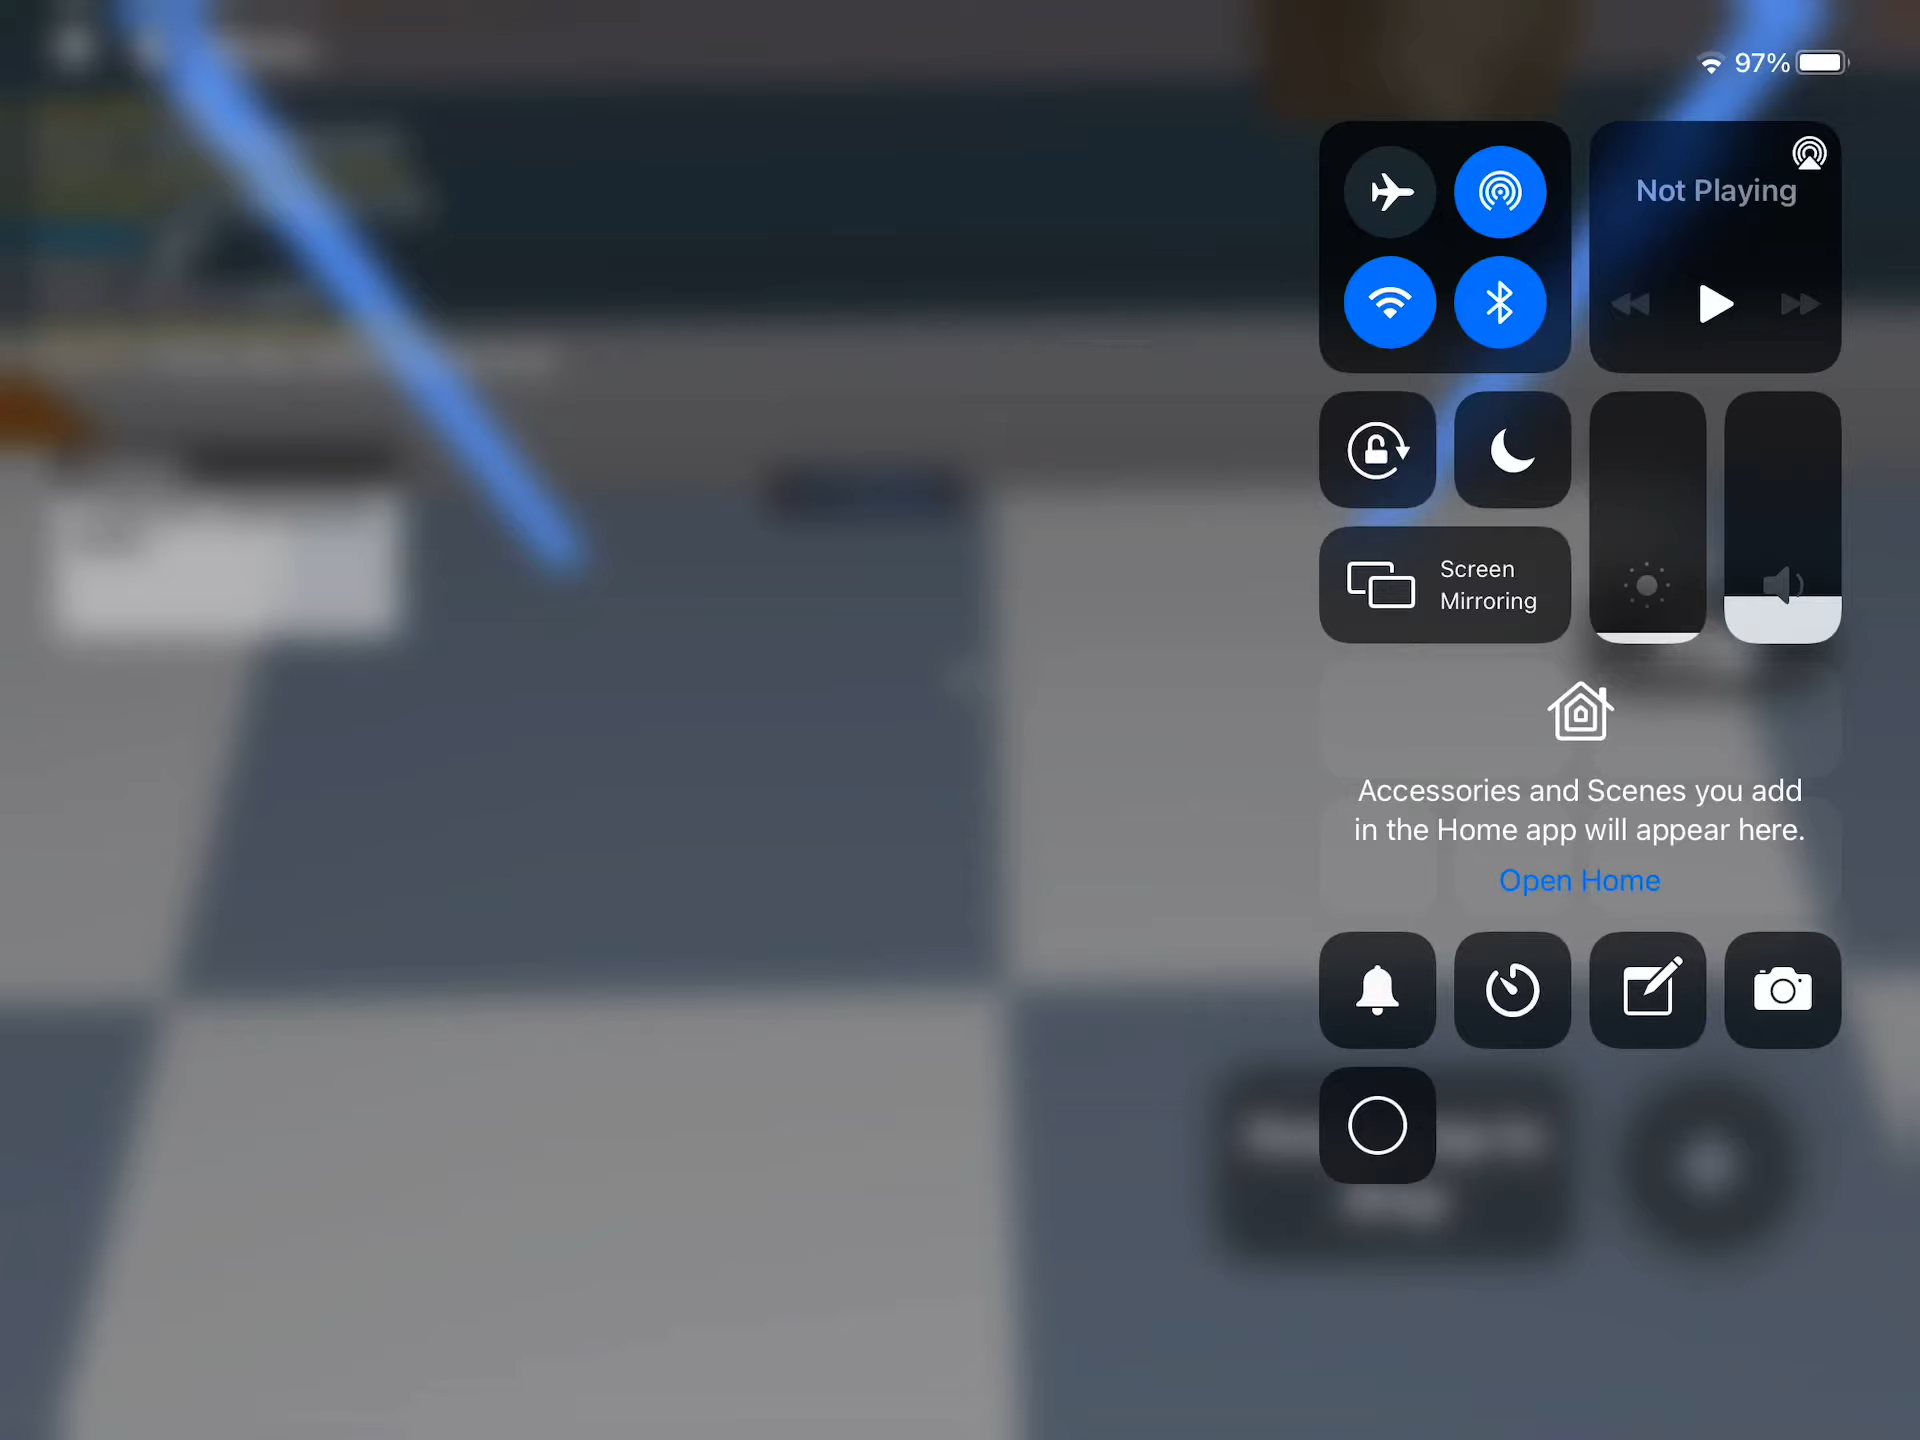 97%
Not Playing
Screen
Mirroring
Accessories and Scenes you add
in the Home app will appear here.
Open Home